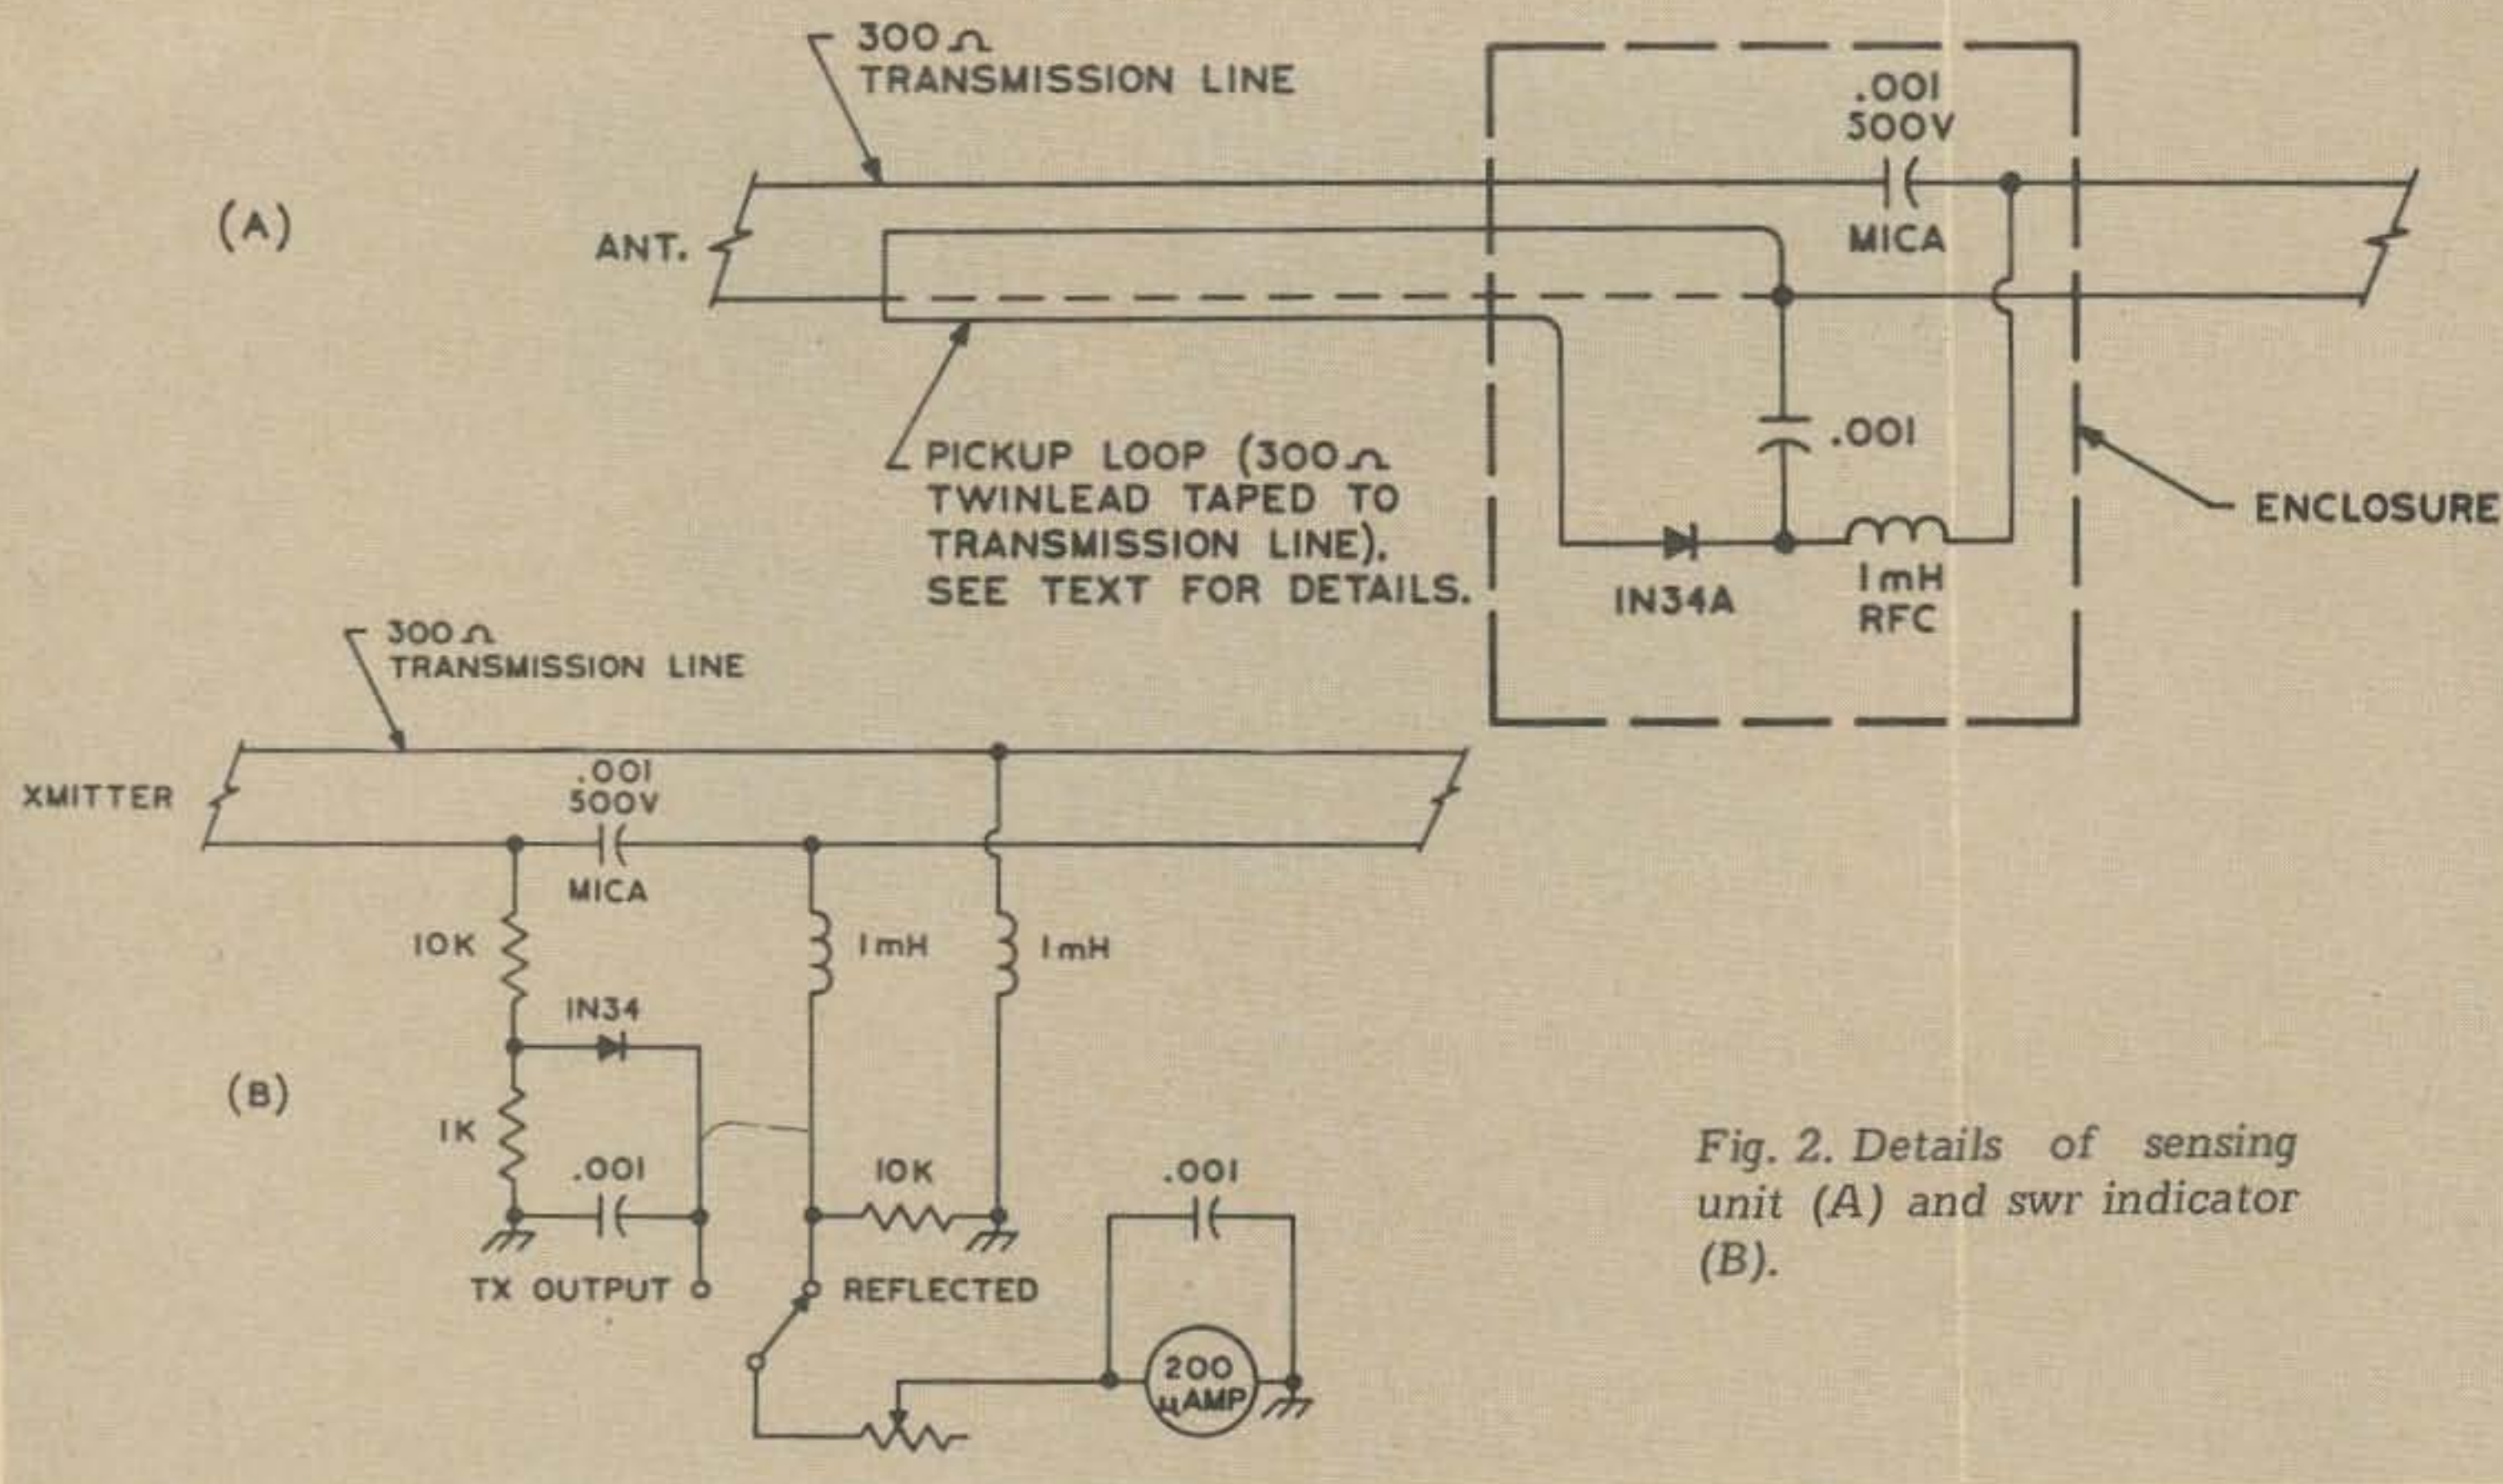 300Ω
TRANSMISSION LINE
.001
500V
MICA
(A)
ANT.
PICKUP LOOP (300Ω
TWINLEAD TAPED TO
TRANSMISSION LINE).
SEE TEXT FOR DETAILS.
.001
ENCLOSURE
1N34A
1mH
RFC
300Ω
TRANSMISSION LINE
XMITTER
.001
500V
MICA
10K
1mH
1mH
1N34
(B)
1K
.001
10K
.001
TX OUTPUT
REFLECTED
200
µAMP
Fig. 2. Details of sensing
unit (A) and swr indicator
(B).